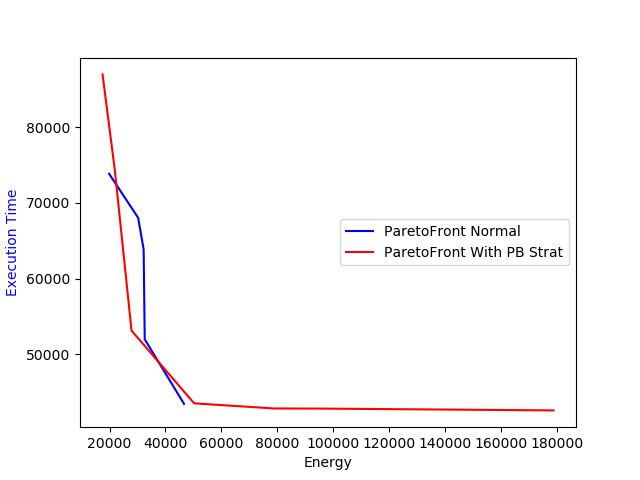 80000
70000
60000
50000
Execution Time
ParetoFront Normal
ParetoFront With PB Strat
20000 40000 60000 80000 100000 120000 140000 160000 180000
Energy